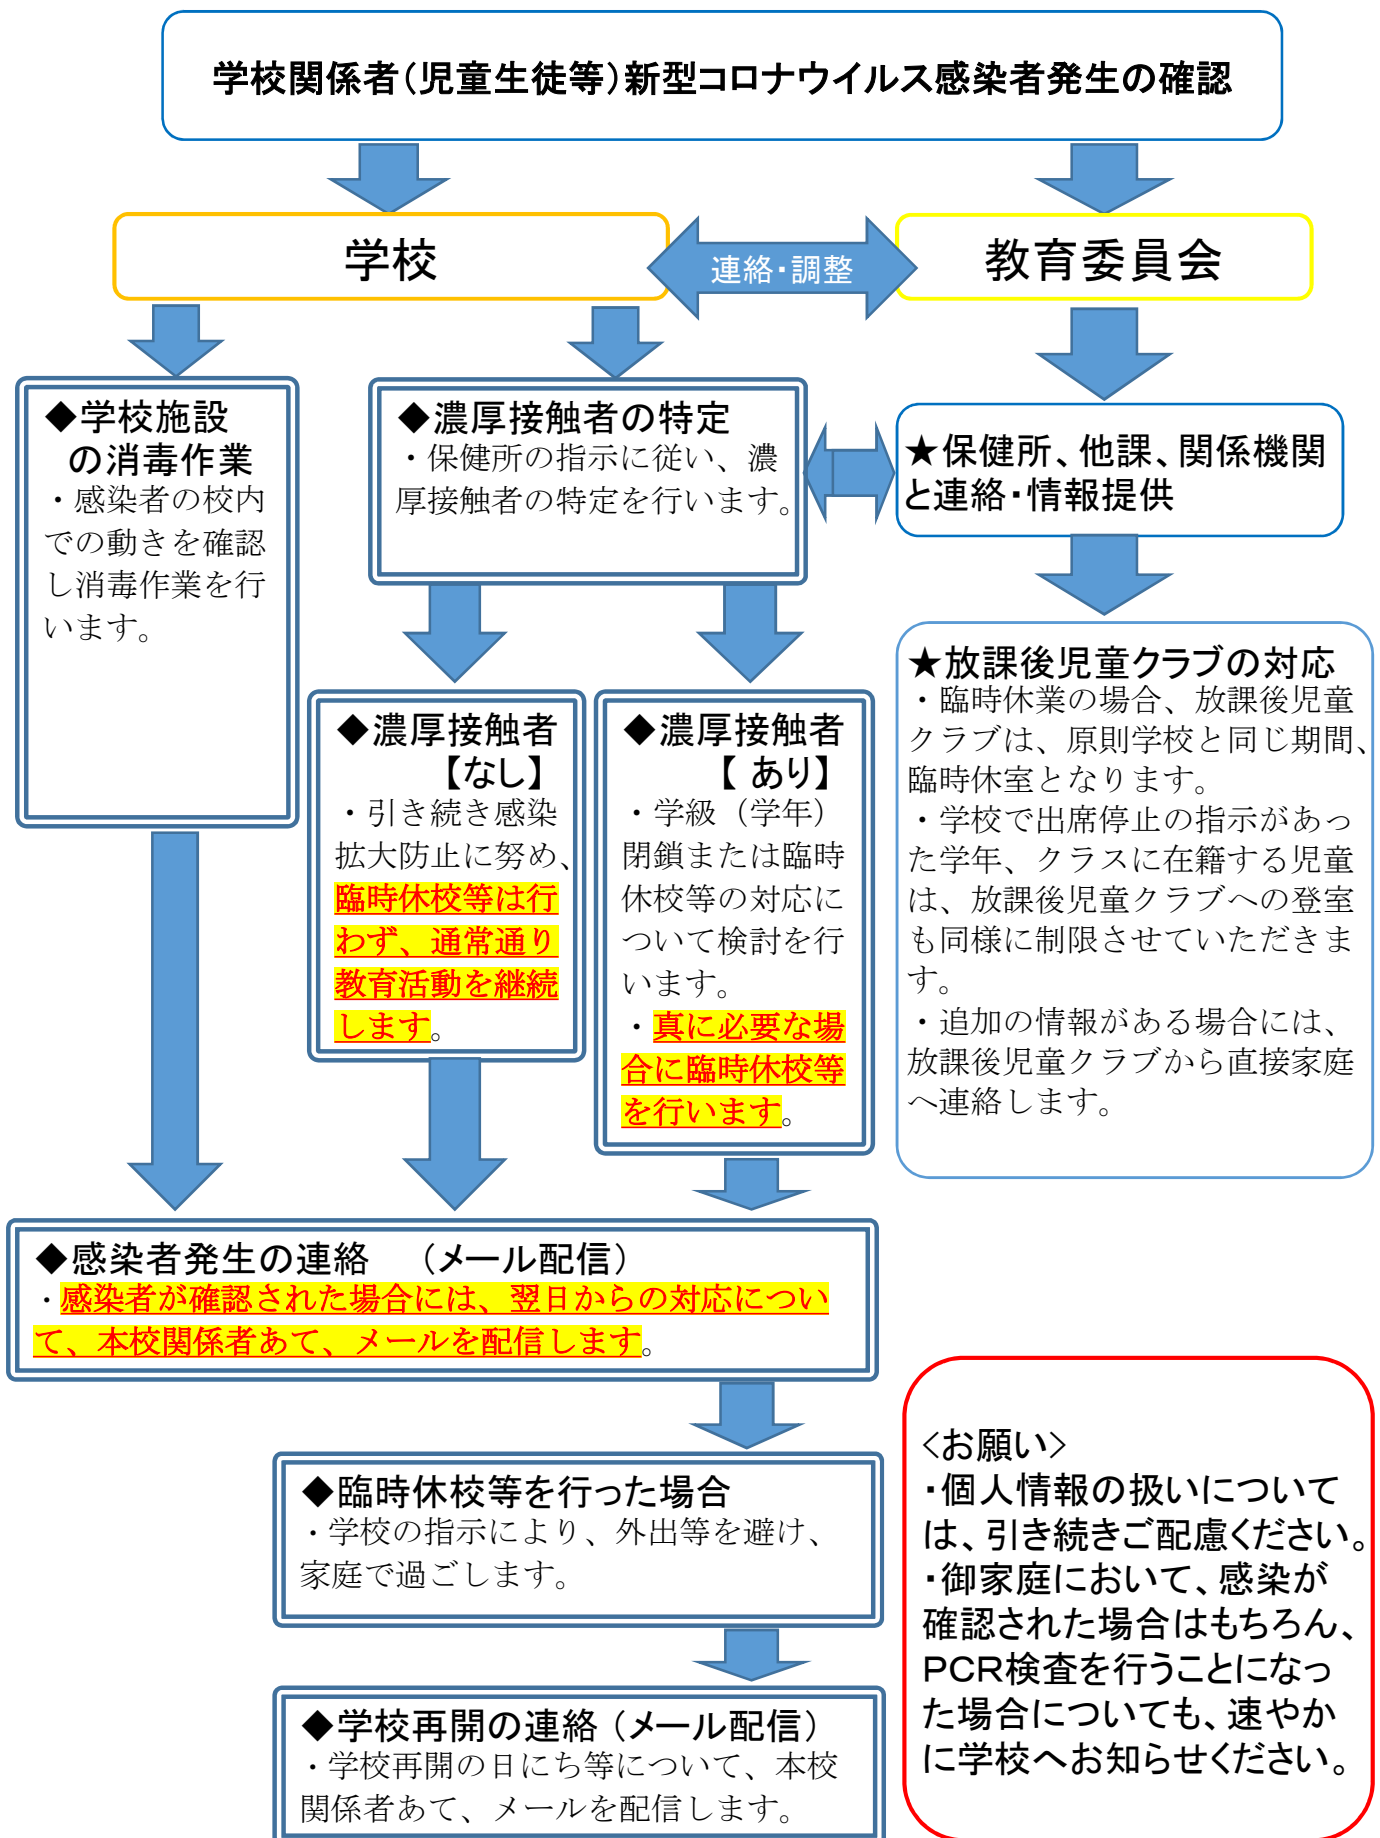 学校関係者(児童生徒等)新型コロナウイルス感染者発生の確認
学校
連絡・調整
教育委員会
◆学校施設
の消毒作業
・感染者の校内
での動きを確認
し消毒作業を行
います。
◆濃厚接触者の特定
・保健所の指示に従い、濃
厚接触者の特定を行います。
★保健所、他課、関係機関
と連絡・情報提供
◆濃厚接触者
【なし】
・引き続き感染
拡大防止に努め、
臨時休校等は行
わず、通常通り
教育活動を継続
します。
◆濃厚接触者
【 あり】
・学級（学年）
閉鎖または臨時
休校等の対応に
ついて検討を行
います。
・真に必要な場
合に臨時休校等
を行います。
★放課後児童クラブの対応
・臨時休業の場合、放課後児童
クラブは、原則学校と同じ期間、
臨時休室となります。
・学校で出席停止の指示があっ
た学年、クラスに在籍する児童
は、放課後児童クラブへの登室
も同様に制限させていただきま
す。
・追加の情報がある場合には、
放課後児童クラブから直接家庭
へ連絡します。
◆感染者発生の連絡　（メール配信）
・感染者が確認された場合には、翌日からの対応につい
て、本校関係者あて、メールを配信します。
◆臨時休校等を行った場合
・学校の指示により、外出等を避け、
家庭で過ごします。
◆学校再開の連絡（メール配信）
・学校再開の日にち等について、本校
関係者あて、メールを配信します。
<お願い>
・個人情報の扱いについて
は、引き続きご配慮ください。
・御家庭において、感染が
確認された場合はもちろん、
PCR検査を行うことになっ
た場合についても、速やか
に学校へお知らせください。